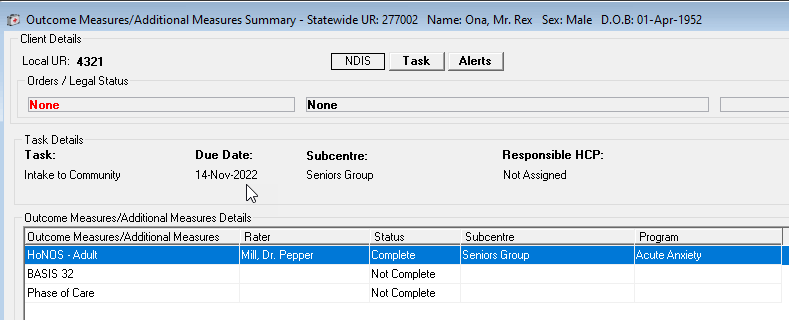 Outcome Measures/Additional Measures Summary - Statewide UR: 277002 Name: Ona, Mr. Rex Sex: Male D.O.B: 01-Apr-1952
Client Details
Local UR: 4321 NDIS Task Alerts
Orders / Legal Status
None None
Task Details
Task: Due Date: Subcentre: Responsible HCP:
Intake to Community 14-Nov-2022 Seniors Group Not Assigned
Outcome Measures/Additional Measures Details
Outcome Measures/Additional Measures Rater Status Subcentre Program
HoNOS - Adult Mill, Dr. Pepper Complete Seniors Group Acute Anxiety
BASIS 32 Not Complete
Phase of Care Not Complete